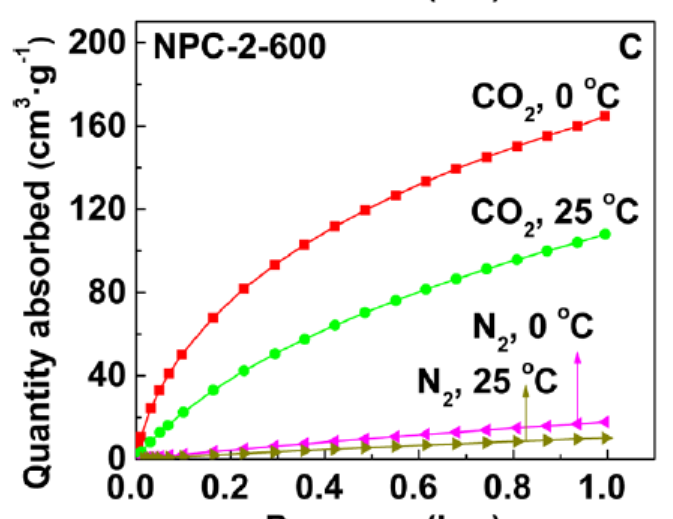 NPC-2-600
C
Quantity absorbed (cm³·g⁻¹)
200
160
120
80
40
0
CO₂, 0 °C
CO₂, 25 °C
N₂, 0 °C
N₂, 25 °C
0.0 0.2 0.4 0.6 0.8 1.0